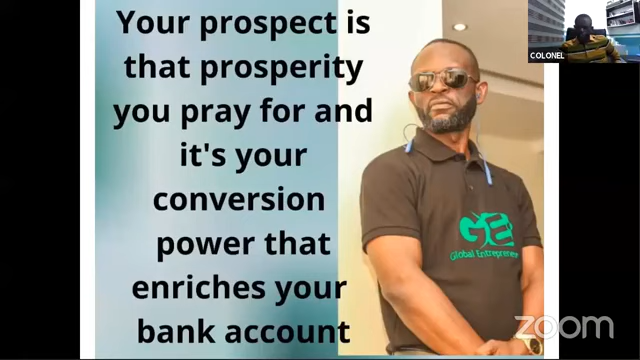 Your prospect is
that prosperity
you pray for and
it's your
conversion
power that
enriches your
bank account
Global Entrepreneur
COLONEL
zoom